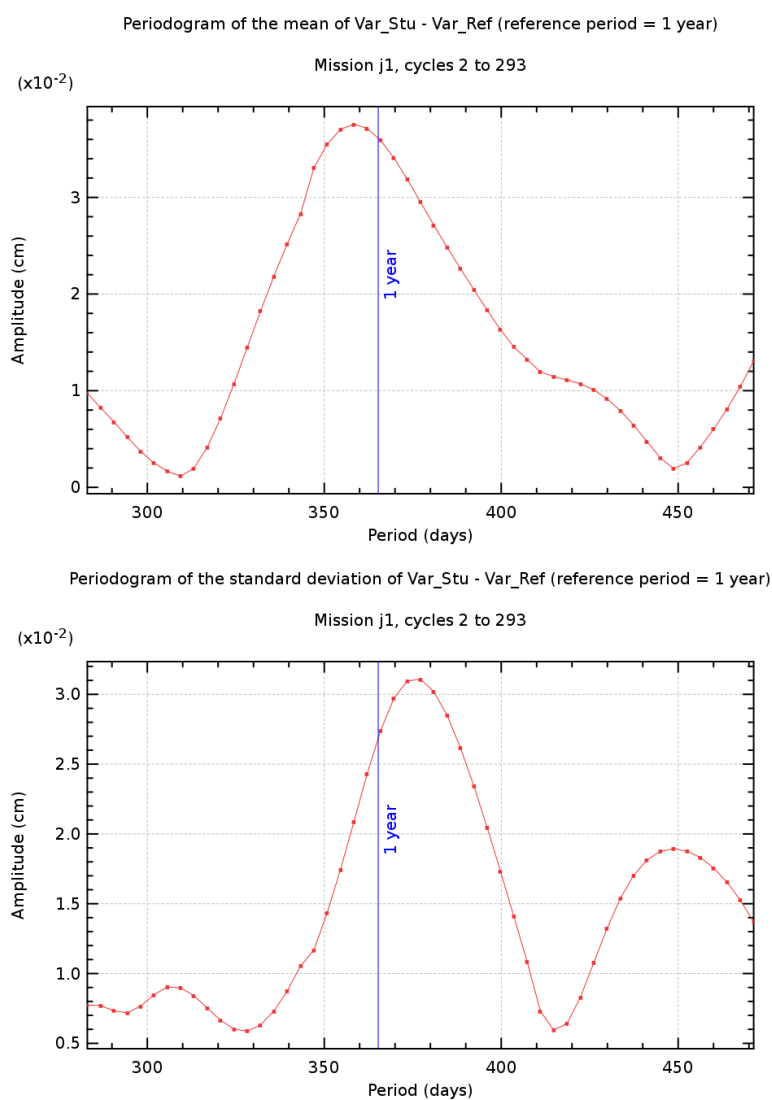 Periodogram of the mean of Var_Stu - Var_Ref (reference period = 1 year)
Mission j1, cycles 2 to 293
(x10-2)
3
2
1
0
Amplitude (cm)
1 year
300 350 400 450
Period (days)
Periodogram of the standard deviation of Var_Stu - Var_Ref (reference period = 1 year)
Mission j1, cycles 2 to 293
(x10-2)
3.0
2.5
2.0
1.5
1.0
0.5
Amplitude (cm)
1 year
300 350 400 450
Period (days)